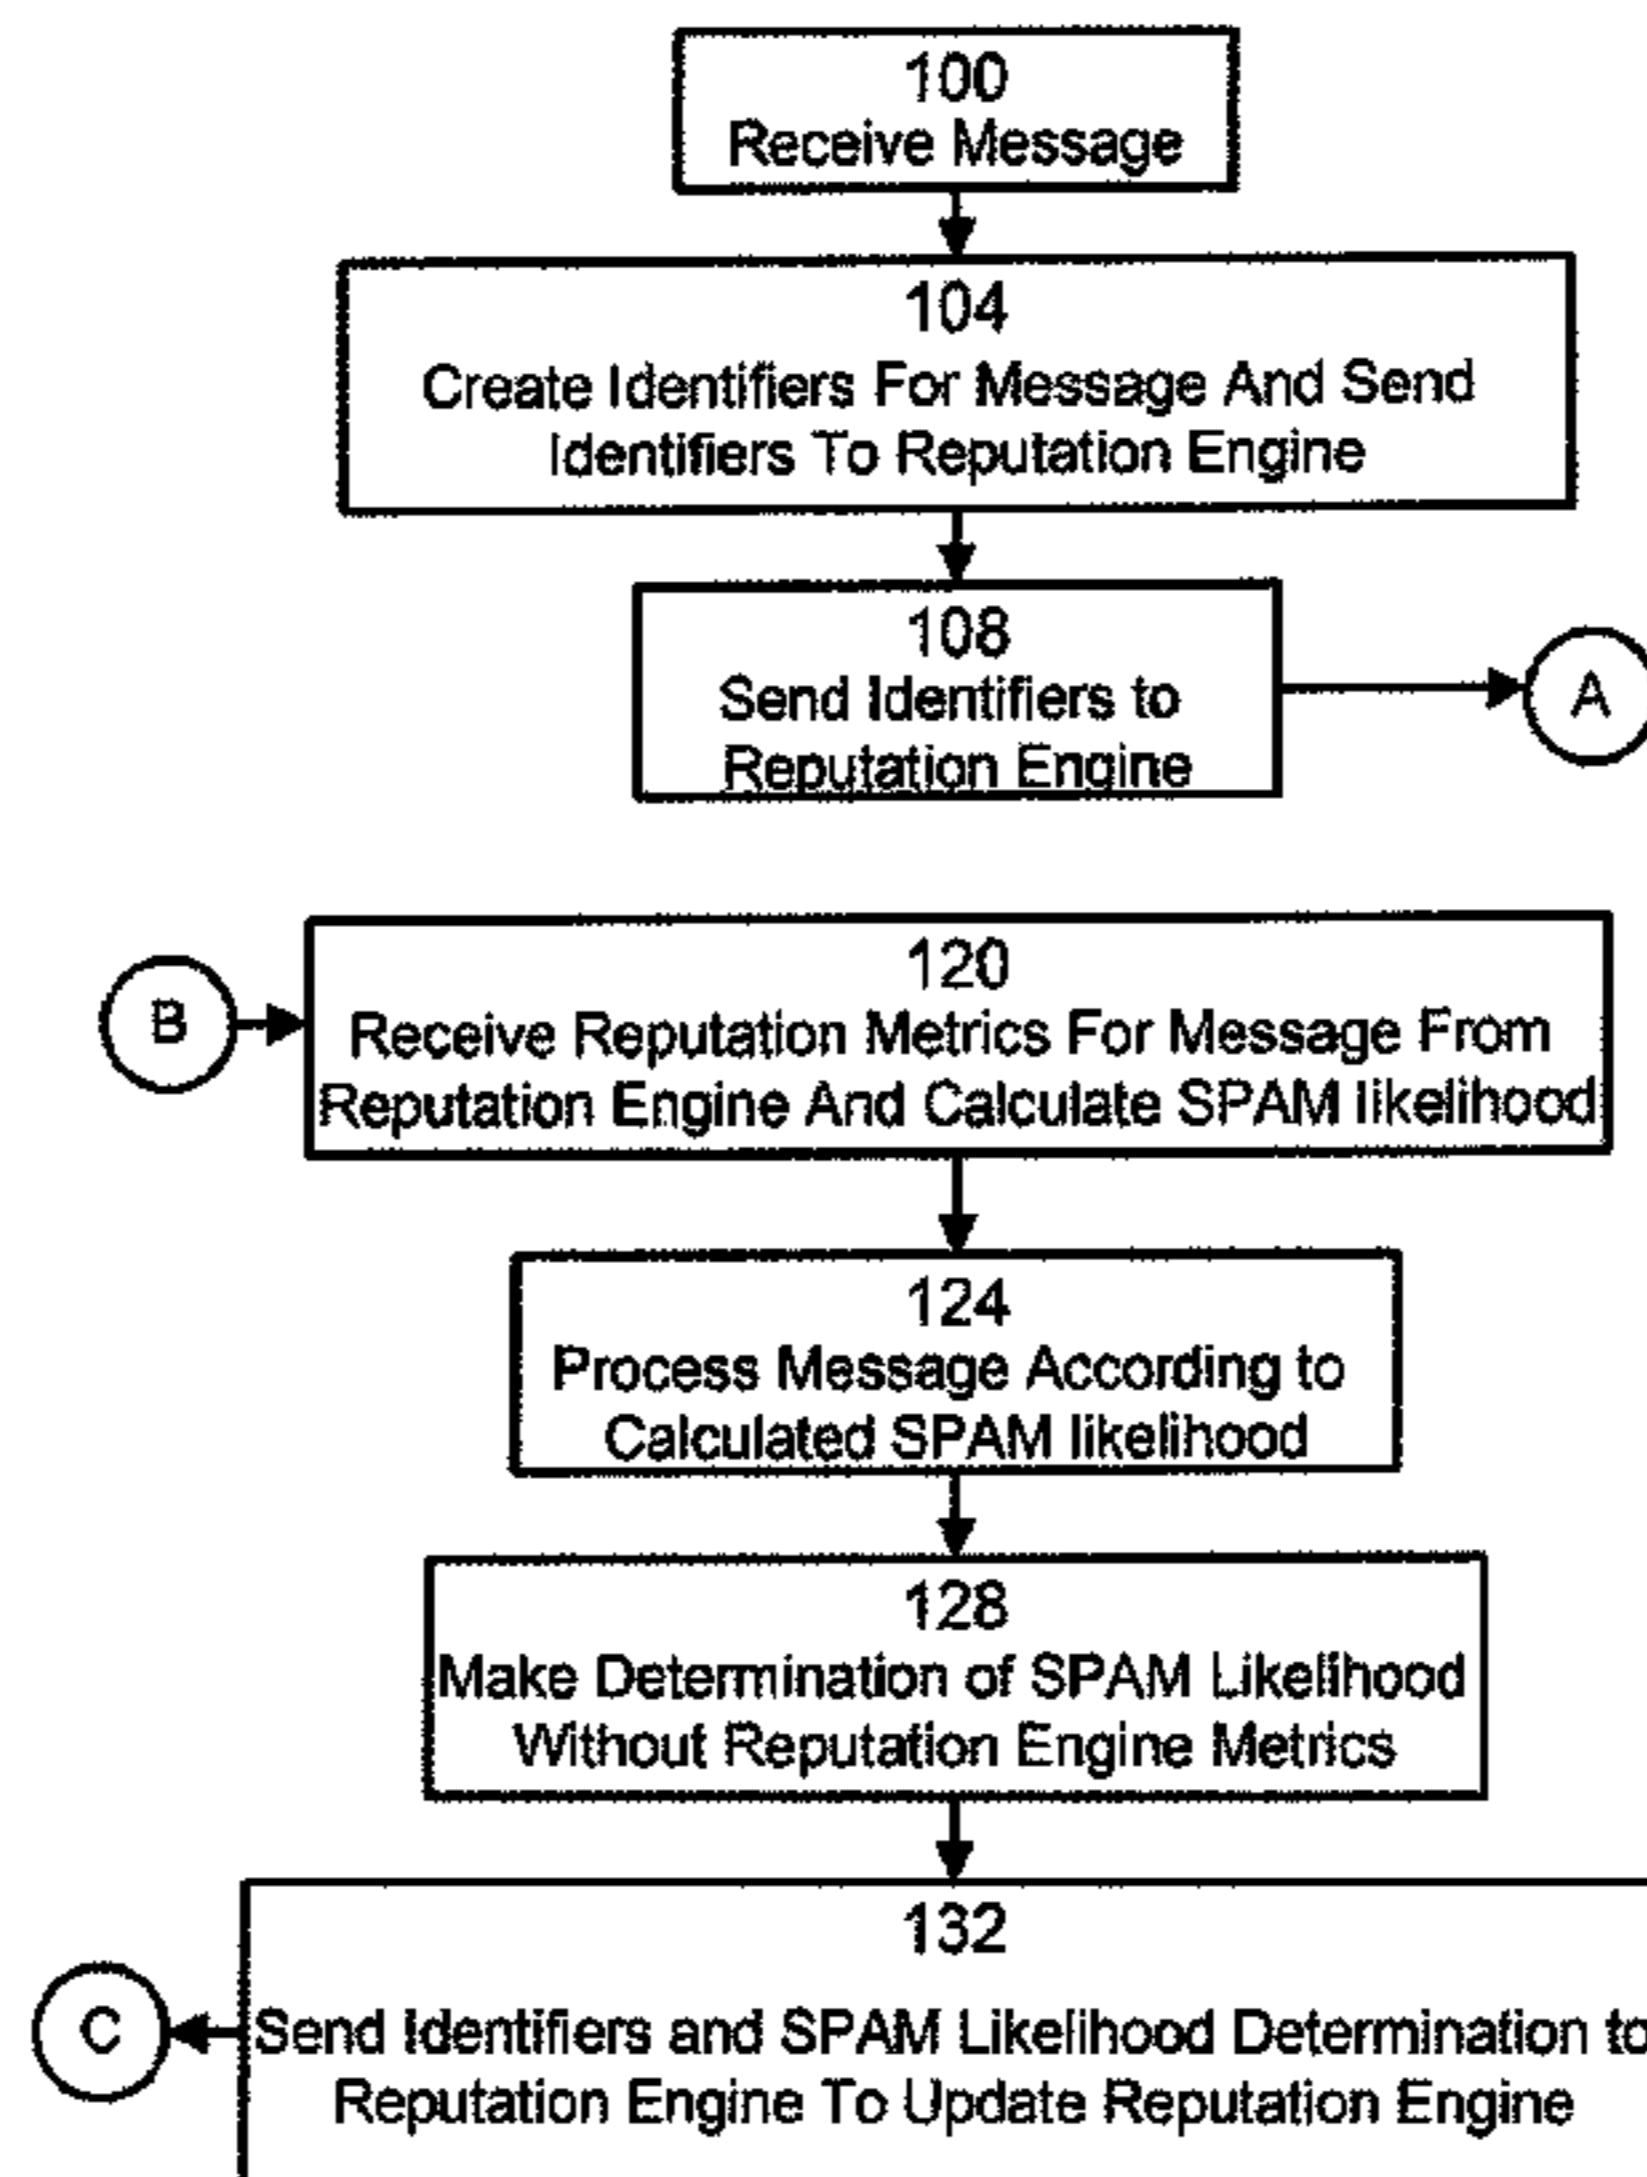 100
Receive Message
104
Create Identifiers For Message And Send
Identifiers To Reputation Engine
108
Send Identifiers to
Reputation Engine
A
B
120
Receive Reputation Metrics For Message From
Reputation Engine And Calculate SPAM likelihood
124
Process Message According to
Calculated SPAM likelihood
128
Make Determination of SPAM Likelihood
Without Reputation Engine Metrics
132
C
Send Identifiers and SPAM Likelihood Determination to
Reputation Engine To Update Reputation Engine